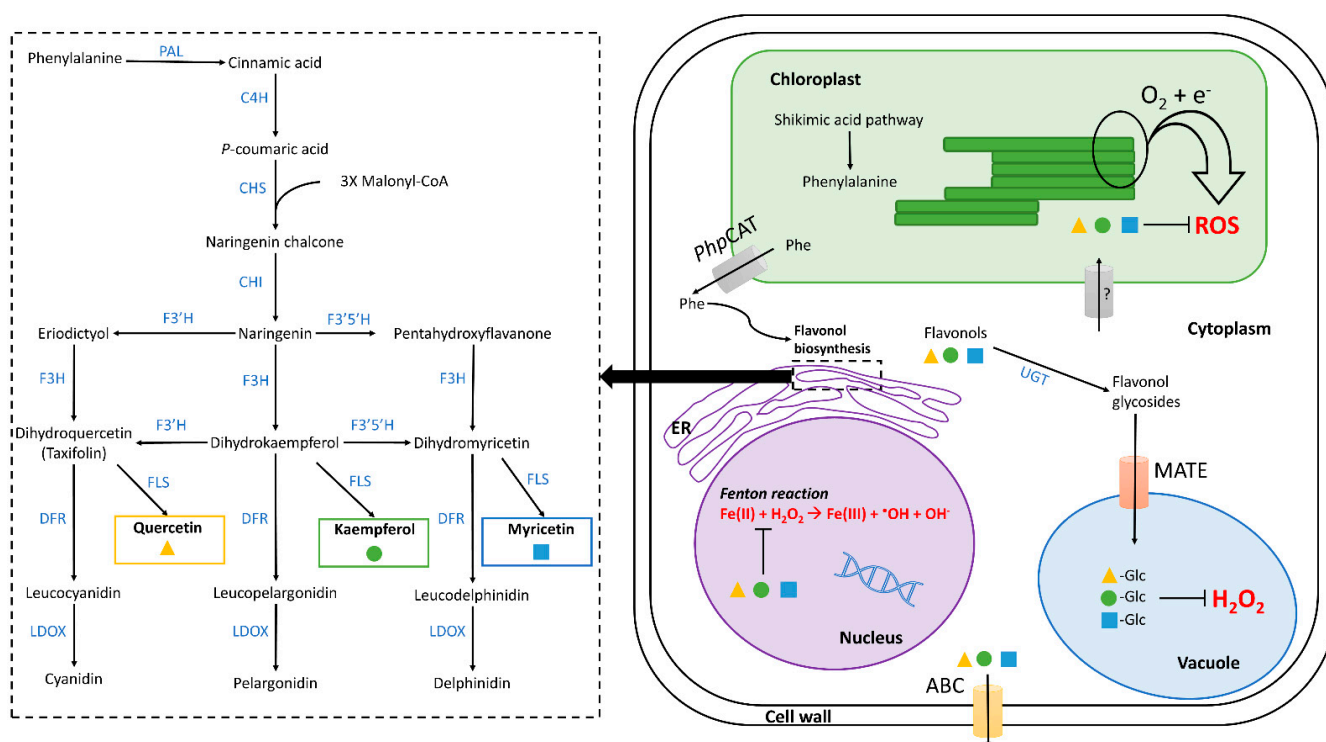 Phenylalanine
PAL
Cinnamic acid
C4H
P-coumaric acid
CHS
3X Malonyl-CoA
Naringenin chalcone
CHI
Eriodictyol
F3'H
Naringenin
F3'5'H
Pentahydroxyflavanone
F3H
F3H
F3H
Dihydroquercetin
(Taxifolin)
F3'H
Dihydrokaempferol
F3'5'H
Dihydromyricetin
FLS
FLS
FLS
DFR
Quercetin
DFR
Kaempferol
DFR
Myricetin
Leucocyanidin
Leucopelargonidin
Leucodelphinidin
LDOX
LDOX
LDOX
Cyanidin
Pelargonidin
Delphinidin
Chloroplast
O₂ + e⁻
Shikimic acid pathway
Phenylalanine
ROS
PhpCAT
Phe
Phe
?
Flavonol
biosynthesis
Flavonols
Cytoplasm
UGT
Flavonol
glycosides
ER
MATE
Fenton reaction
Fe(II) + H₂O₂ → Fe(III) + •OH + OH⁻
-Glc
-Glc
-Glc
H₂O₂
Nucleus
Vacuole
ABC
Cell wall